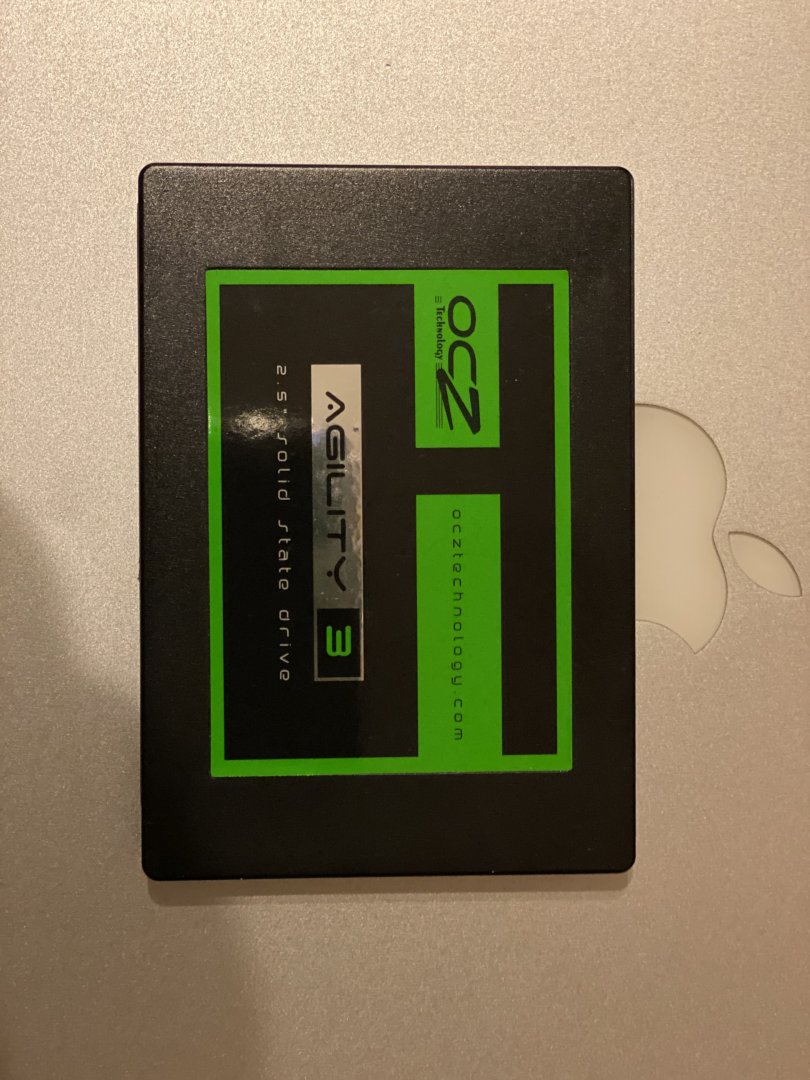 OCZ
Technology
ocztechnology.com
AGILITY 3
2.5" solid state drive